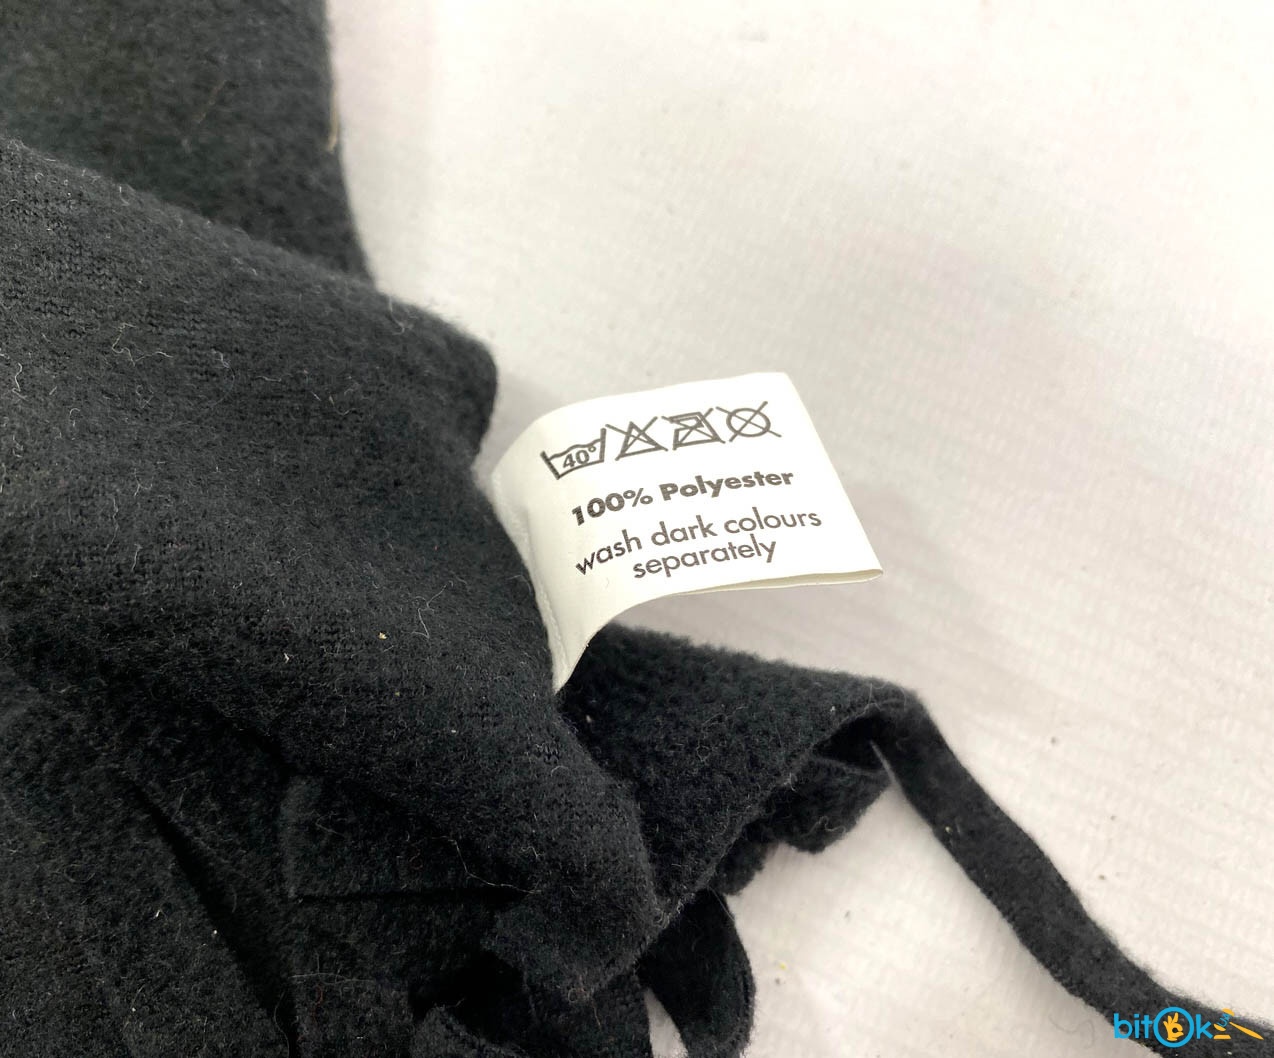 40°
100% Polyester
wash dark colours
separately
bitOk